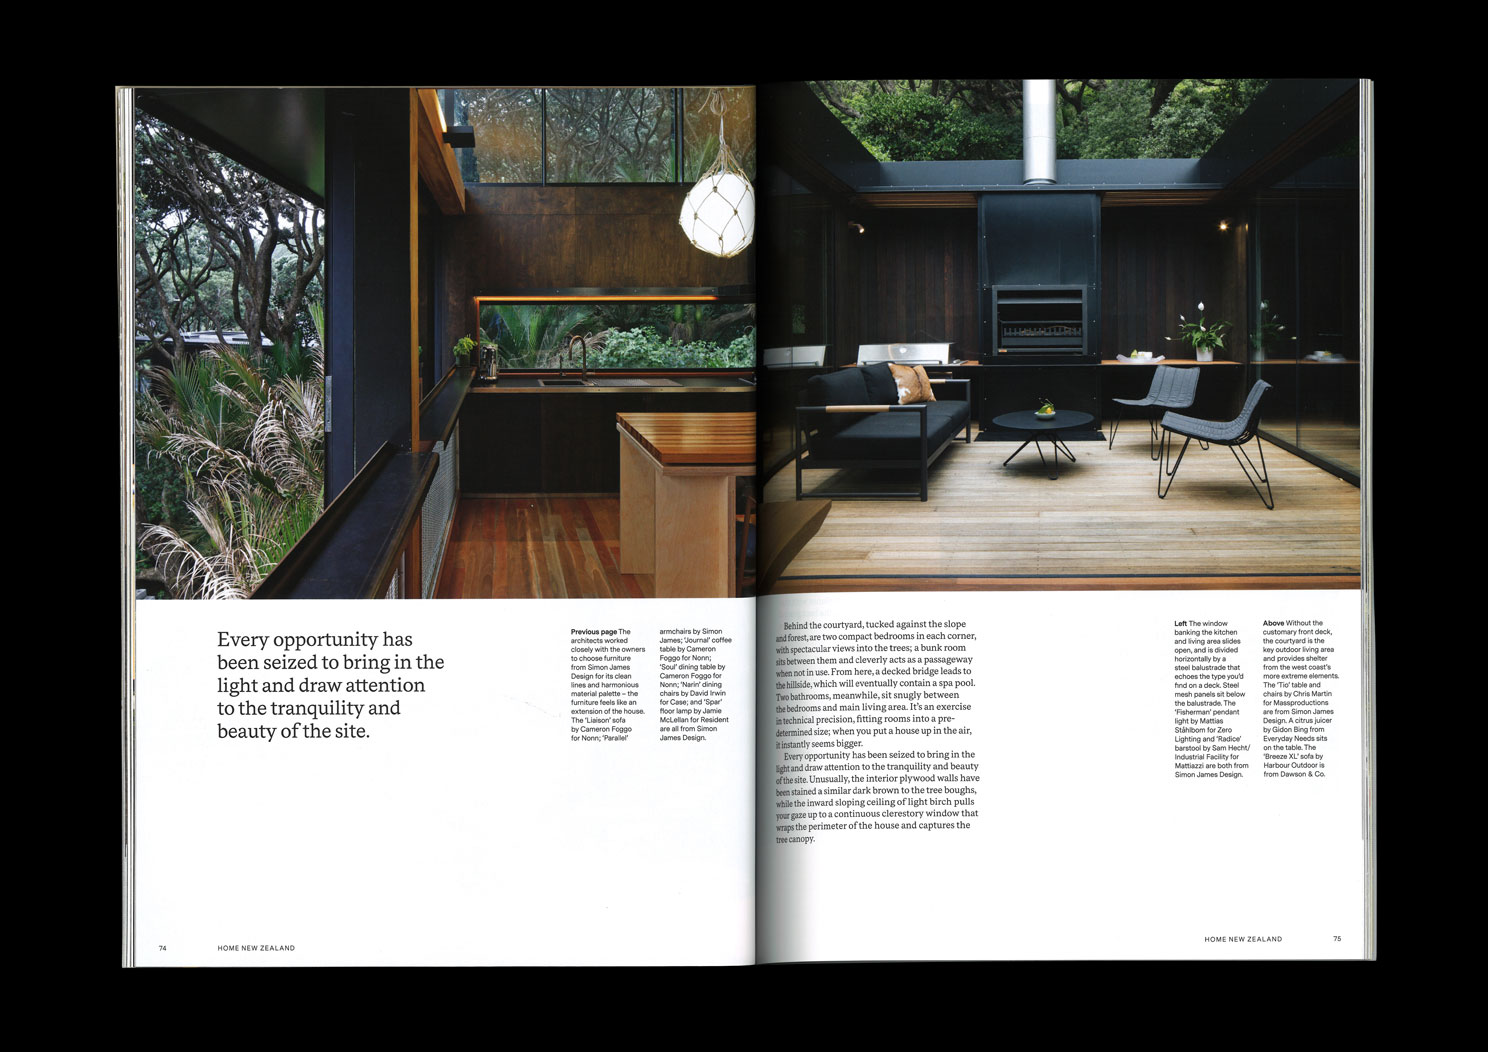 Every opportunity has
been seized to bring in the
light and draw attention
to the tranquility and
beauty of the site.
Previous page The
architects worked
closely with the owners
to choose furniture
from Simon James
Design for its clean
lines and harmonious
material palette – the
furniture feels like an
extension of the house.
The ‘Liaison’ sofa
by Cameron Foggo
for Nonn; ‘Parallel’
armchairs by Simon
James; ‘Journal’ coffee
table by Cameron
Foggo for Nonn;
‘Soul’ dining table by
Cameron Foggo for
Nonn; ‘Narin’ dining
chairs by David Irwin
for Case; and ‘Spar’
floor lamp by Jamie
McLellan for Resident
are all from Simon
James Design.
74
HOME NEW ZEALAND
Behind the courtyard, tucked against the slope
and forest, are two compact bedrooms in each corner,
with spectacular views into the trees; a bunk room
sits between them and cleverly acts as a passageway
when not in use. From here, a decked bridge leads to
the hillside, which will eventually contain a spa pool.
Two bathrooms, meanwhile, sit snugly between
the bedrooms and main living area. It’s an exercise
in technical precision, fitting rooms into a pre-
determined size; when you put a house up in the air,
it instantly seems bigger.
Every opportunity has been seized to bring in the
light and draw attention to the tranquility and beauty
of the site. Unusually, the interior plywood walls have
been stained a similar dark brown to the tree boughs,
while the inward sloping ceiling of light birch pulls
your gaze up to a continuous clerestory window that
wraps the perimeter of the house and captures the
tree canopy.
Left The window
banking the kitchen
and living area slides
open, and is divided
horizontally by a
steel balustrade that
echoes the type you’d
find on a deck. Steel
mesh panels sit below
the balustrade. The
‘Fisherman’ pendant
light by Mattias
Ståhlbom for Zero
Lighting and ‘Radice’
barstool by Sam Hecht/
Industrial Facility for
Mattiazzi are both from
Simon James Design.
Above Without the
customary front deck,
the courtyard is the
key outdoor living area
and provides shelter
from the west coast’s
more extreme elements.
The ‘Tio’ table and
chairs by Chris Martin
for Massproductions
are from Simon James
Design. A citrus juicer
by Gidon Bing from
Everyday Needs sits
on the table. The
‘Breeze XL’ sofa by
Harbour Outdoor is
from Dawson & Co.
HOME NEW ZEALAND
75